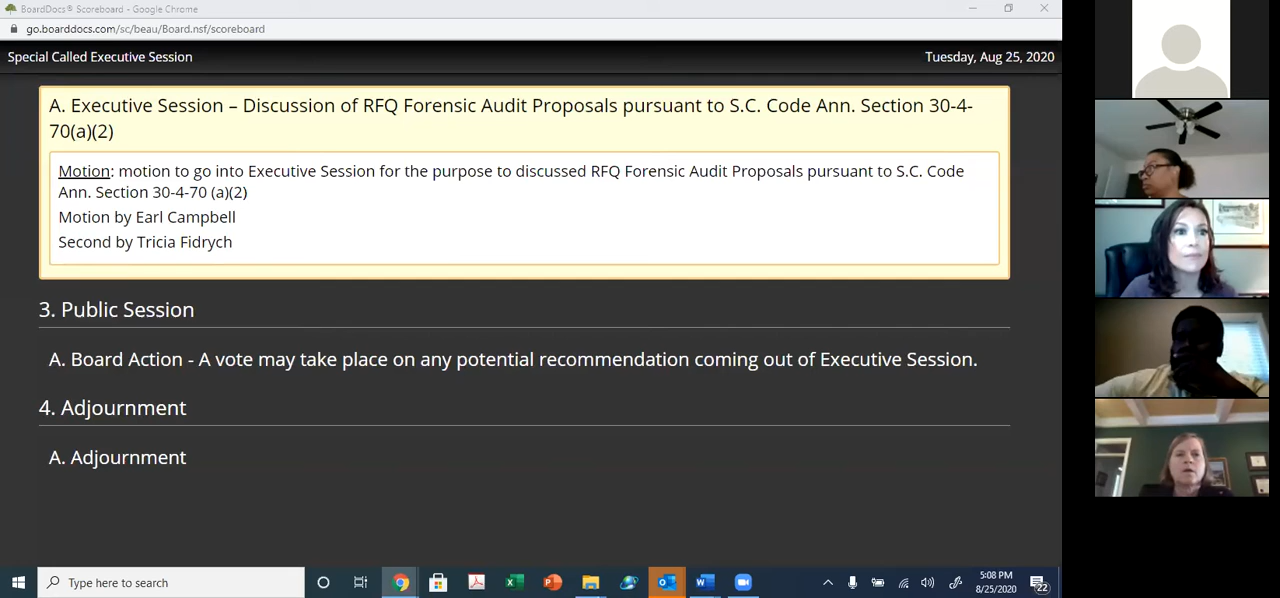 BoardDocs® Scoreboard - Google Chrome
go.boarddocs.com/sc/beau/Board.nsf/scoreboard
Special Called Executive Session
Tuesday, Aug 25, 2020
A. Executive Session – Discussion of RFQ Forensic Audit Proposals pursuant to S.C. Code Ann. Section 30-4-
70(a)(2)
Motion: motion to go into Executive Session for the purpose to discussed RFQ Forensic Audit Proposals pursuant to S.C. Code
Ann. Section 30-4-70 (a)(2)
Motion by Earl Campbell
Second by Tricia Fidrych
3. Public Session
A. Board Action - A vote may take place on any potential recommendation coming out of Executive Session.
4. Adjournment
A. Adjournment
Type here to search
5:08 PM
8/25/2020
22